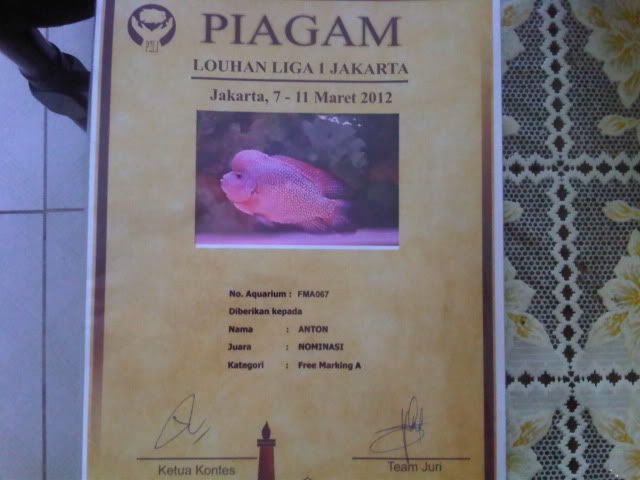 PIAGAM
LOUHAN LIGA 1 JAKARTA
Jakarta, 7 - 11 Maret 2012
No. Aquarium : FMA067
Diberikan kepada
Nama : ANTON
Juara : NOMINASI
Kategori : Free Marking A
Ketua Kontes
Team Juri